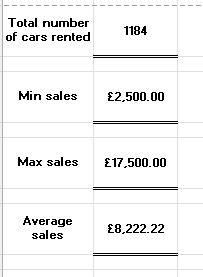 Total number
of cars rented 1184
Min sales £2,500.00
Max sales £17,500.00
Average
sales £8,222.22